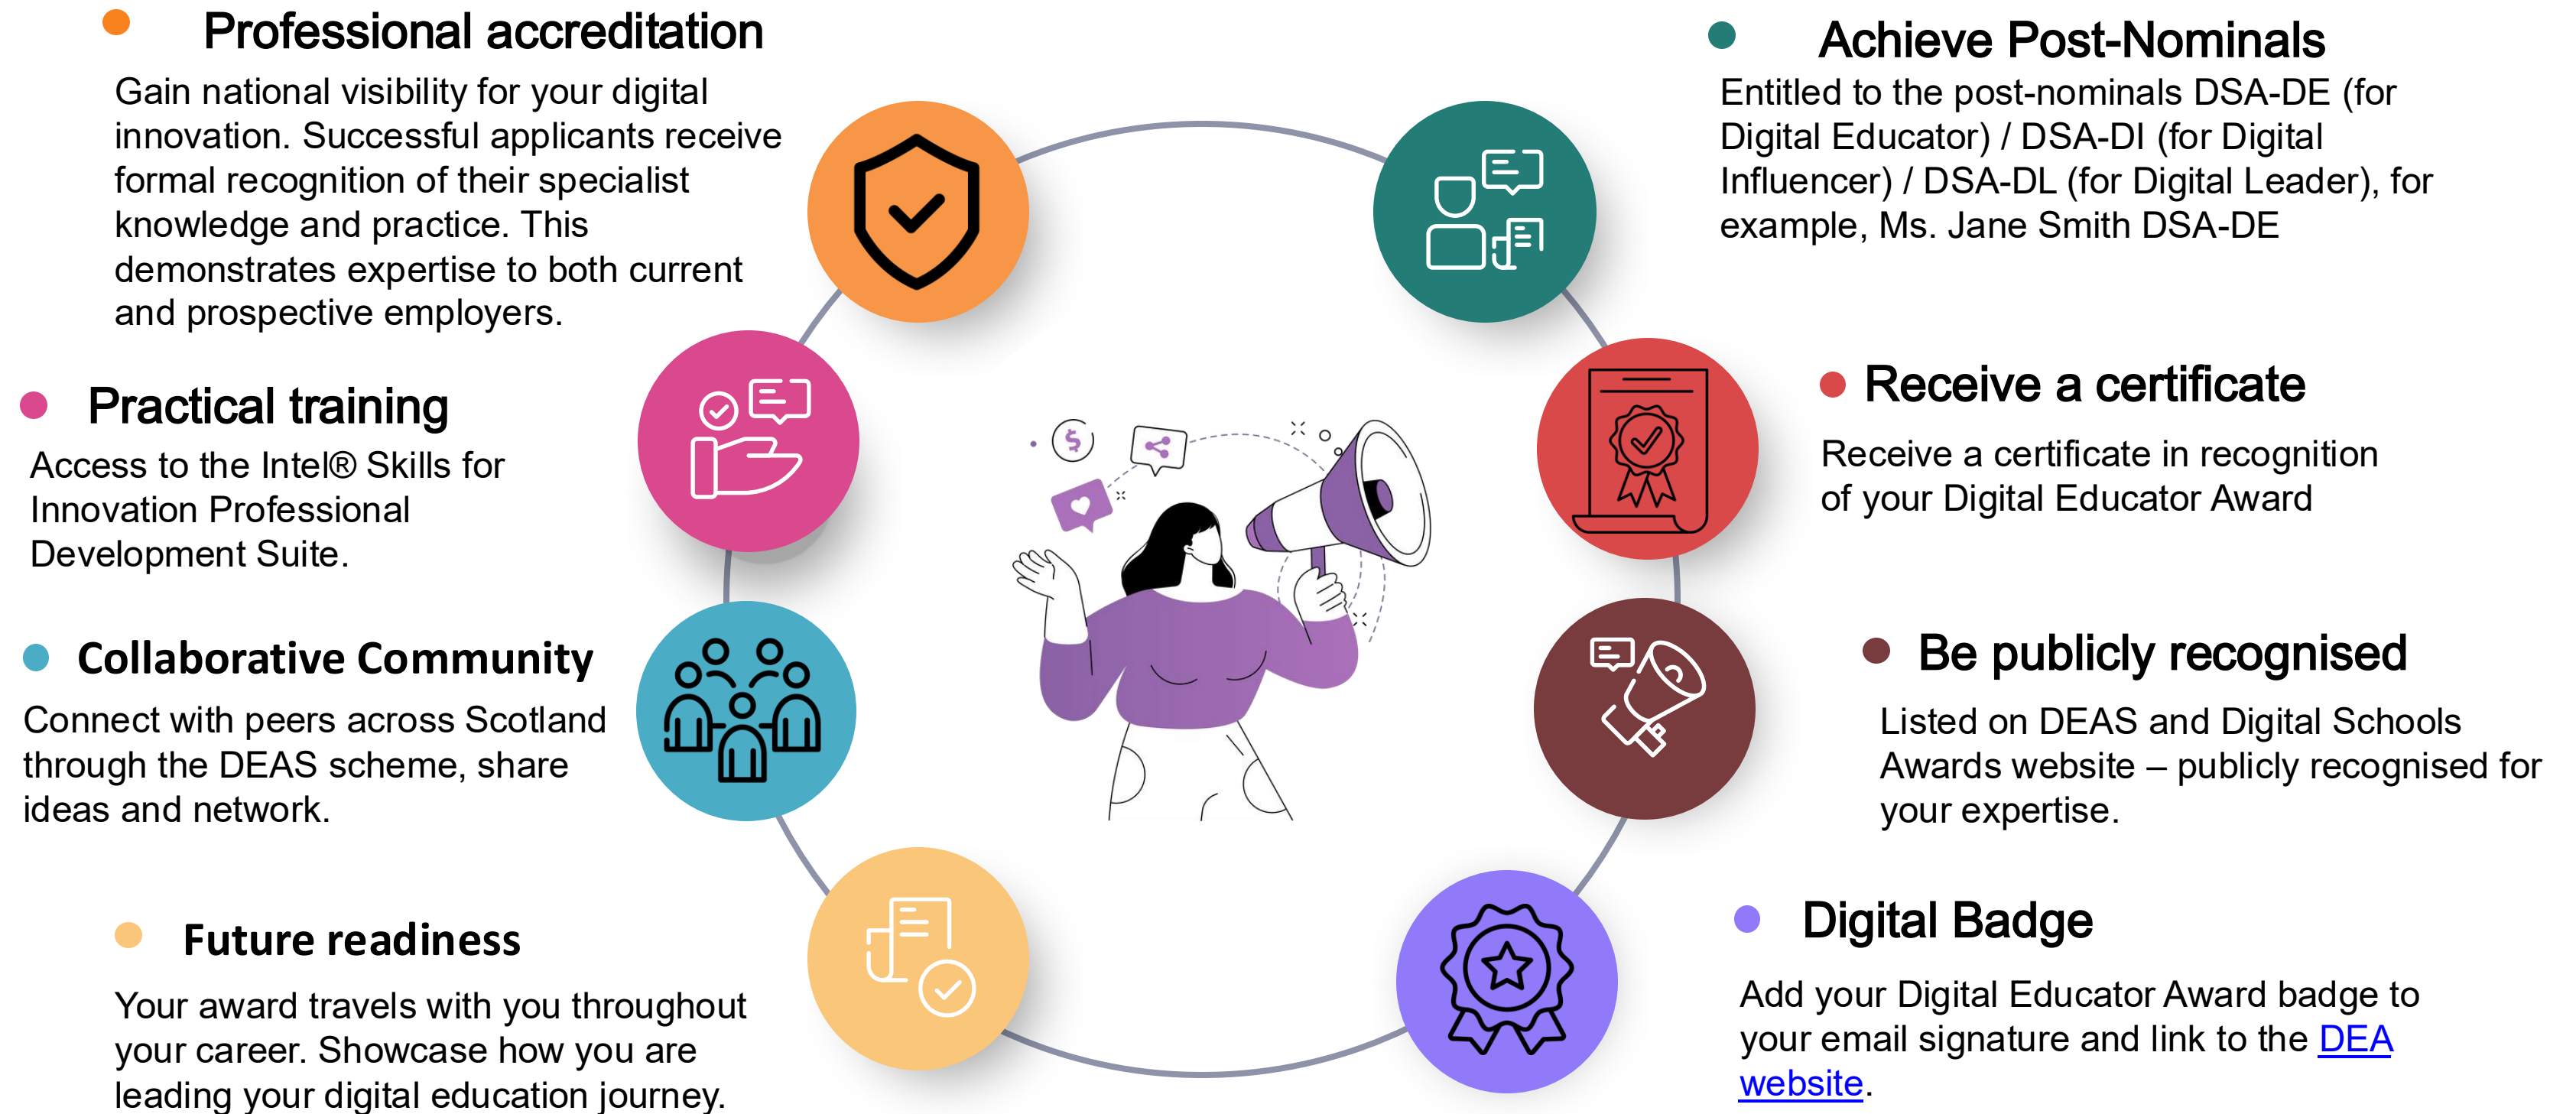 Professional accreditation
Gain national visibility for your digital
innovation. Successful applicants receive
formal recognition of their specialist
knowledge and practice. This
demonstrates expertise to both current
and prospective employers.
Practical training
Access to the Intel® Skills for
Innovation Professional
Development Suite.
Collaborative Community
Connect with peers across Scotland
through the DEAS scheme, share
ideas and network.
Future readiness
Your award travels with you throughout
your career. Showcase how you are
leading your digital education journey.
$
Achieve Post-Nominals
Entitled to the post-nominals DSA-DE (for
Digital Educator) / DSA-DI (for Digital
Influencer) / DSA-DL (for Digital Leader), for
example, Ms. Jane Smith DSA-DE
Receive a certificate
Receive a certificate in recognition
of your Digital Educator Award
Be publicly recognised
Listed on DEAS and Digital Schools
Awards website – publicly recognised for
your expertise.
Digital Badge
Add your Digital Educator Award badge to
your email signature and link to the DEA
website.